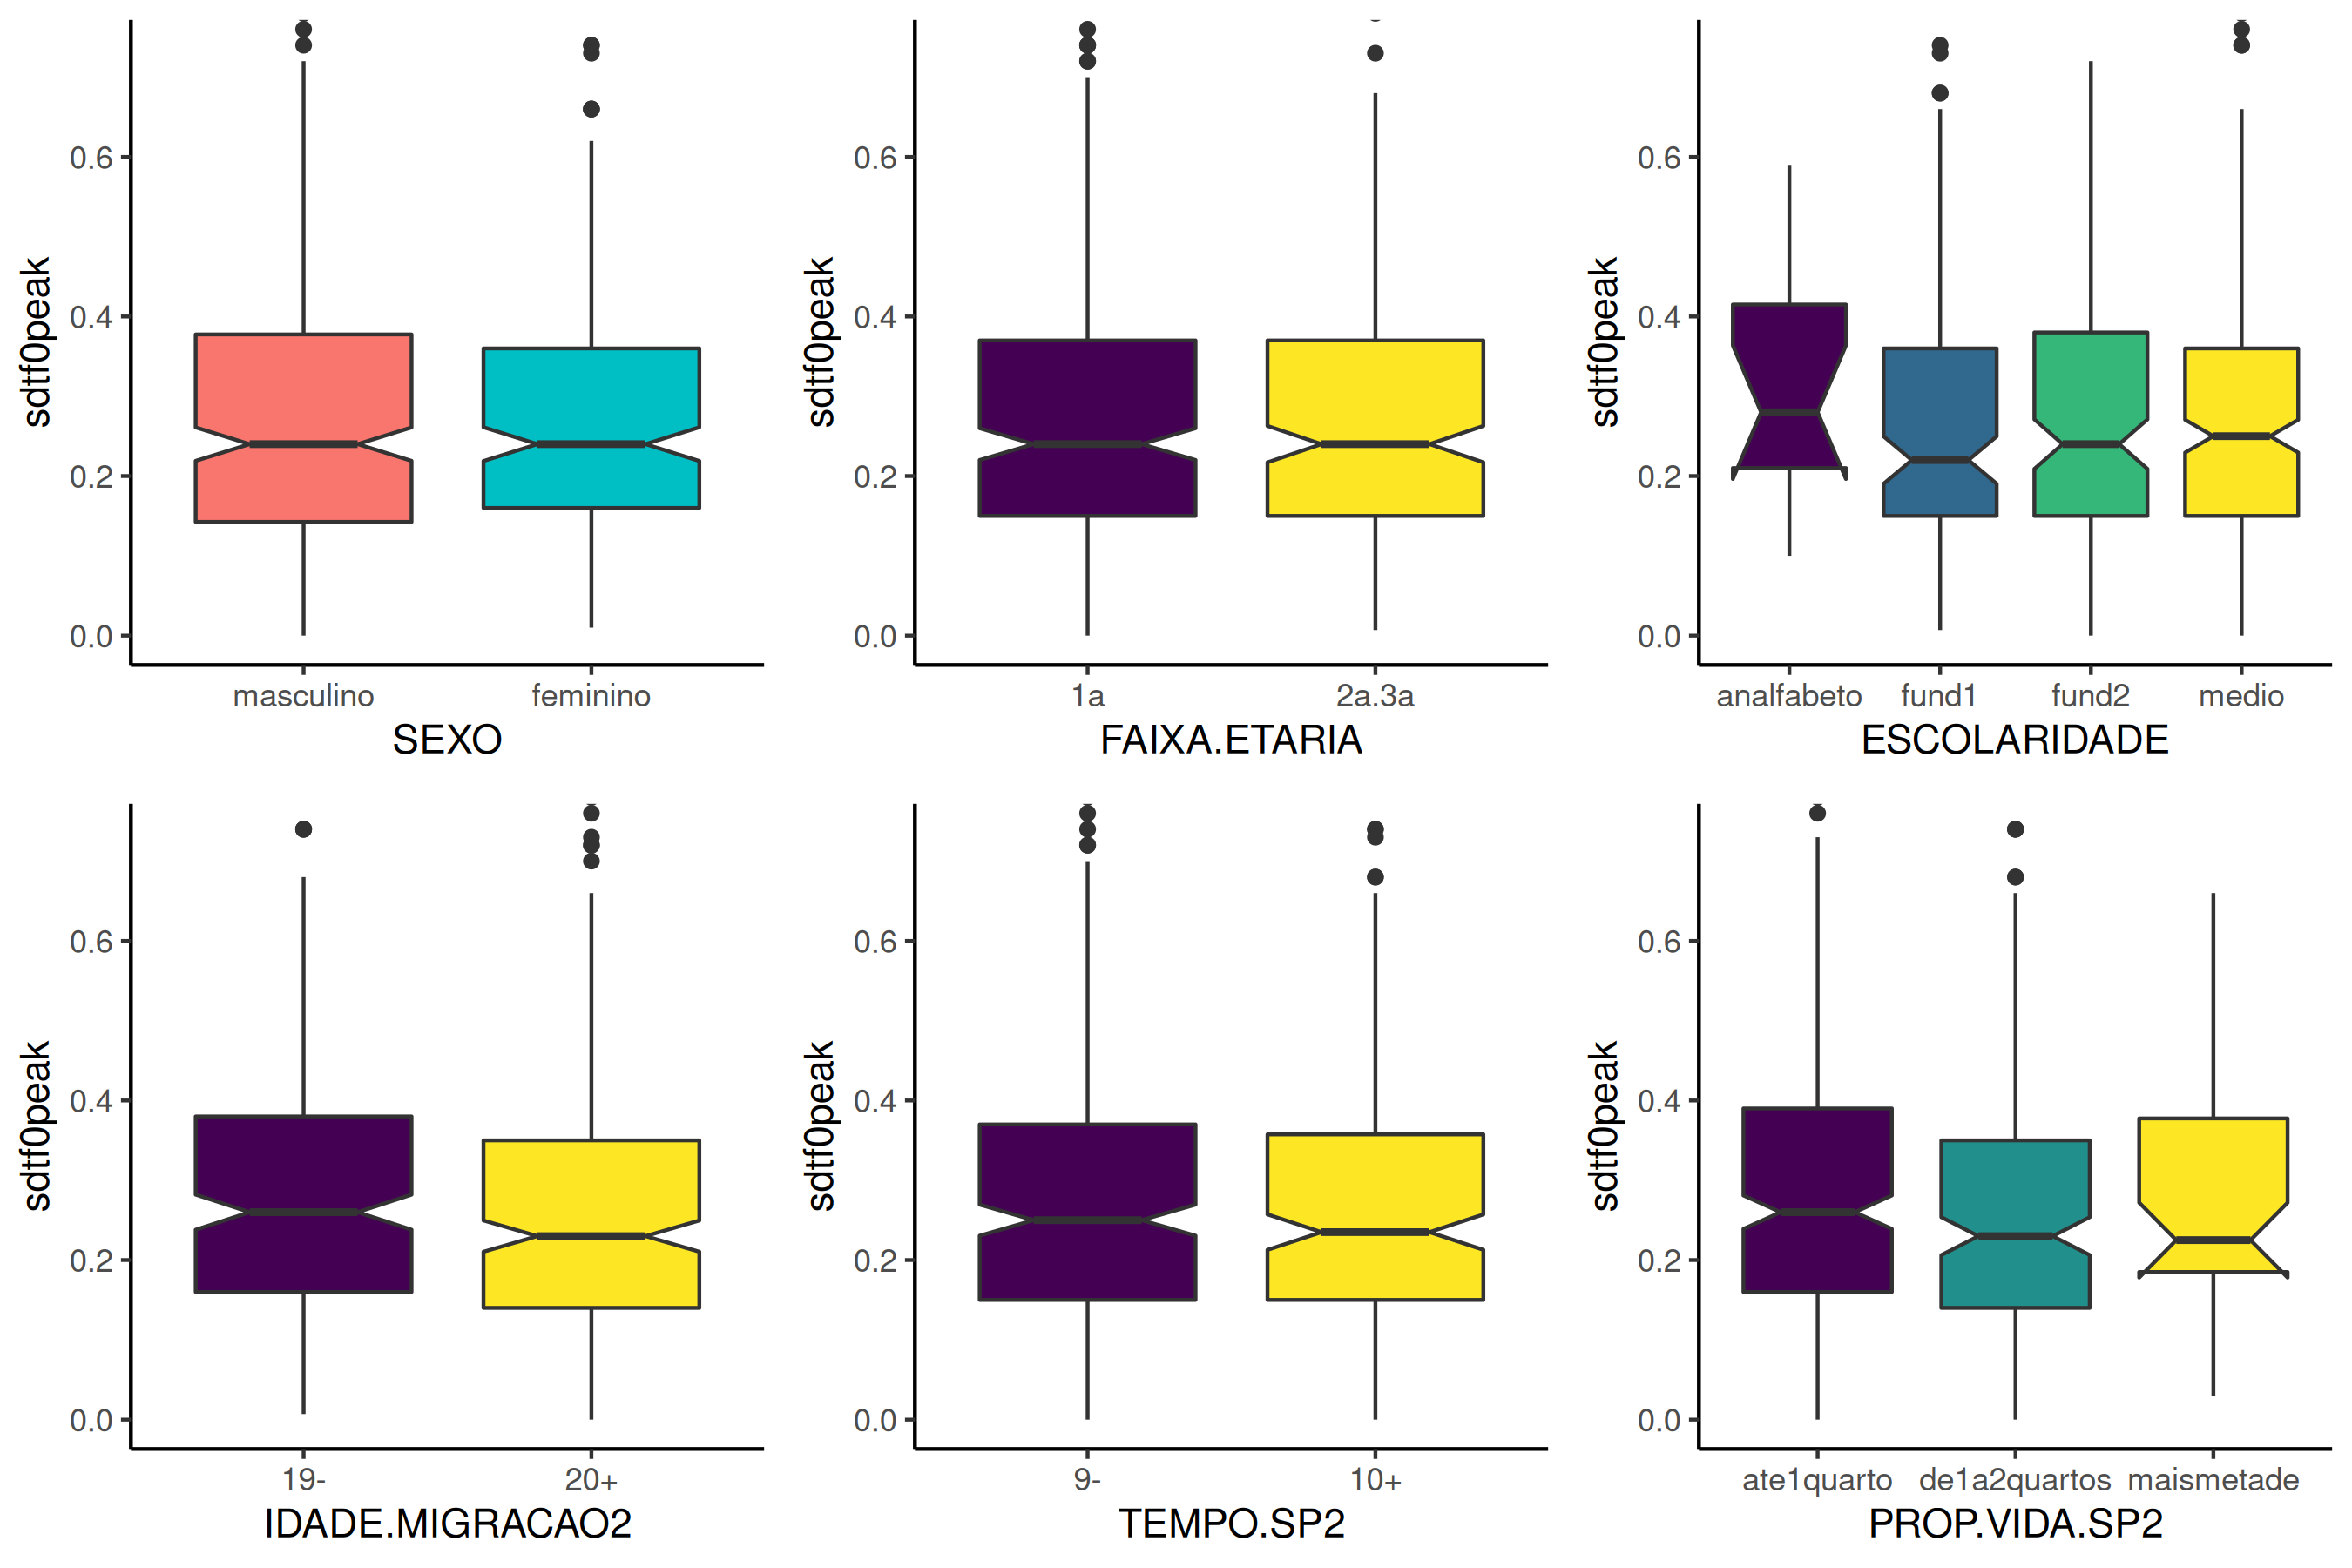 sdtf0peak
0.6
0.4
0.2
0.0
masculino feminino
SEXO
sdtf0peak
0.6
0.4
0.2
0.0
1a 2a.3a
FAIXA.ETARIA
sdtf0peak
0.6
0.4
0.2
0.0
analfabeto fund1 fund2 medio
ESCOLARIDADE
sdtf0peak
0.6
0.4
0.2
0.0
19- 20+
IDADE.MIGRACAO2
sdtf0peak
0.6
0.4
0.2
0.0
9- 10+
TEMPO.SP2
sdtf0peak
0.6
0.4
0.2
0.0
ate1quarto de1a2quartos maismetade
PROP.VIDA.SP2